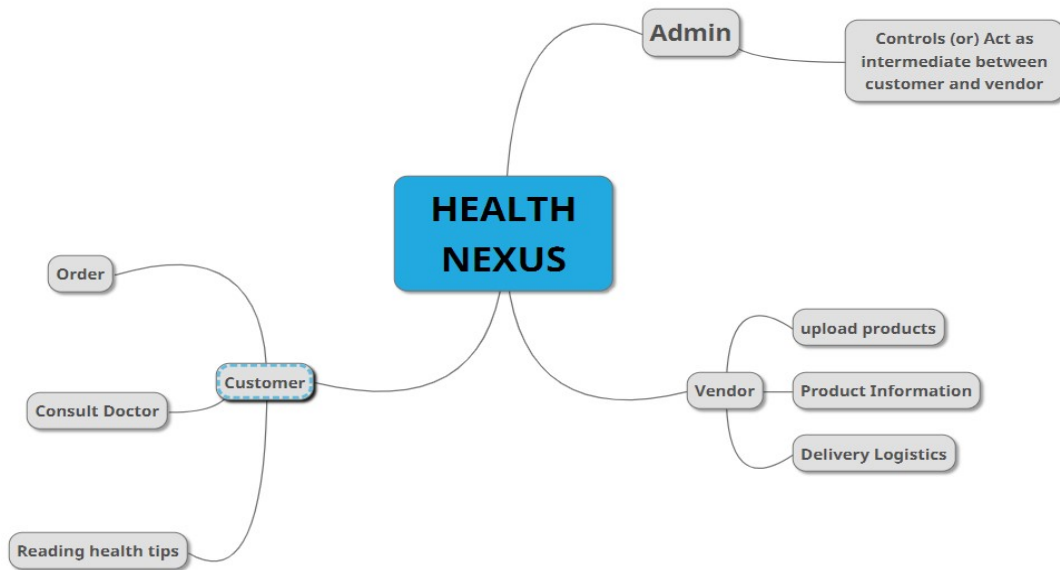 Admin
Controls (or) Act as
intermediate between
customer and vendor
HEALTH
NEXUS
Order
Customer
Consult Doctor
Reading health tips
upload products
Vendor
Product Information
Delivery Logistics